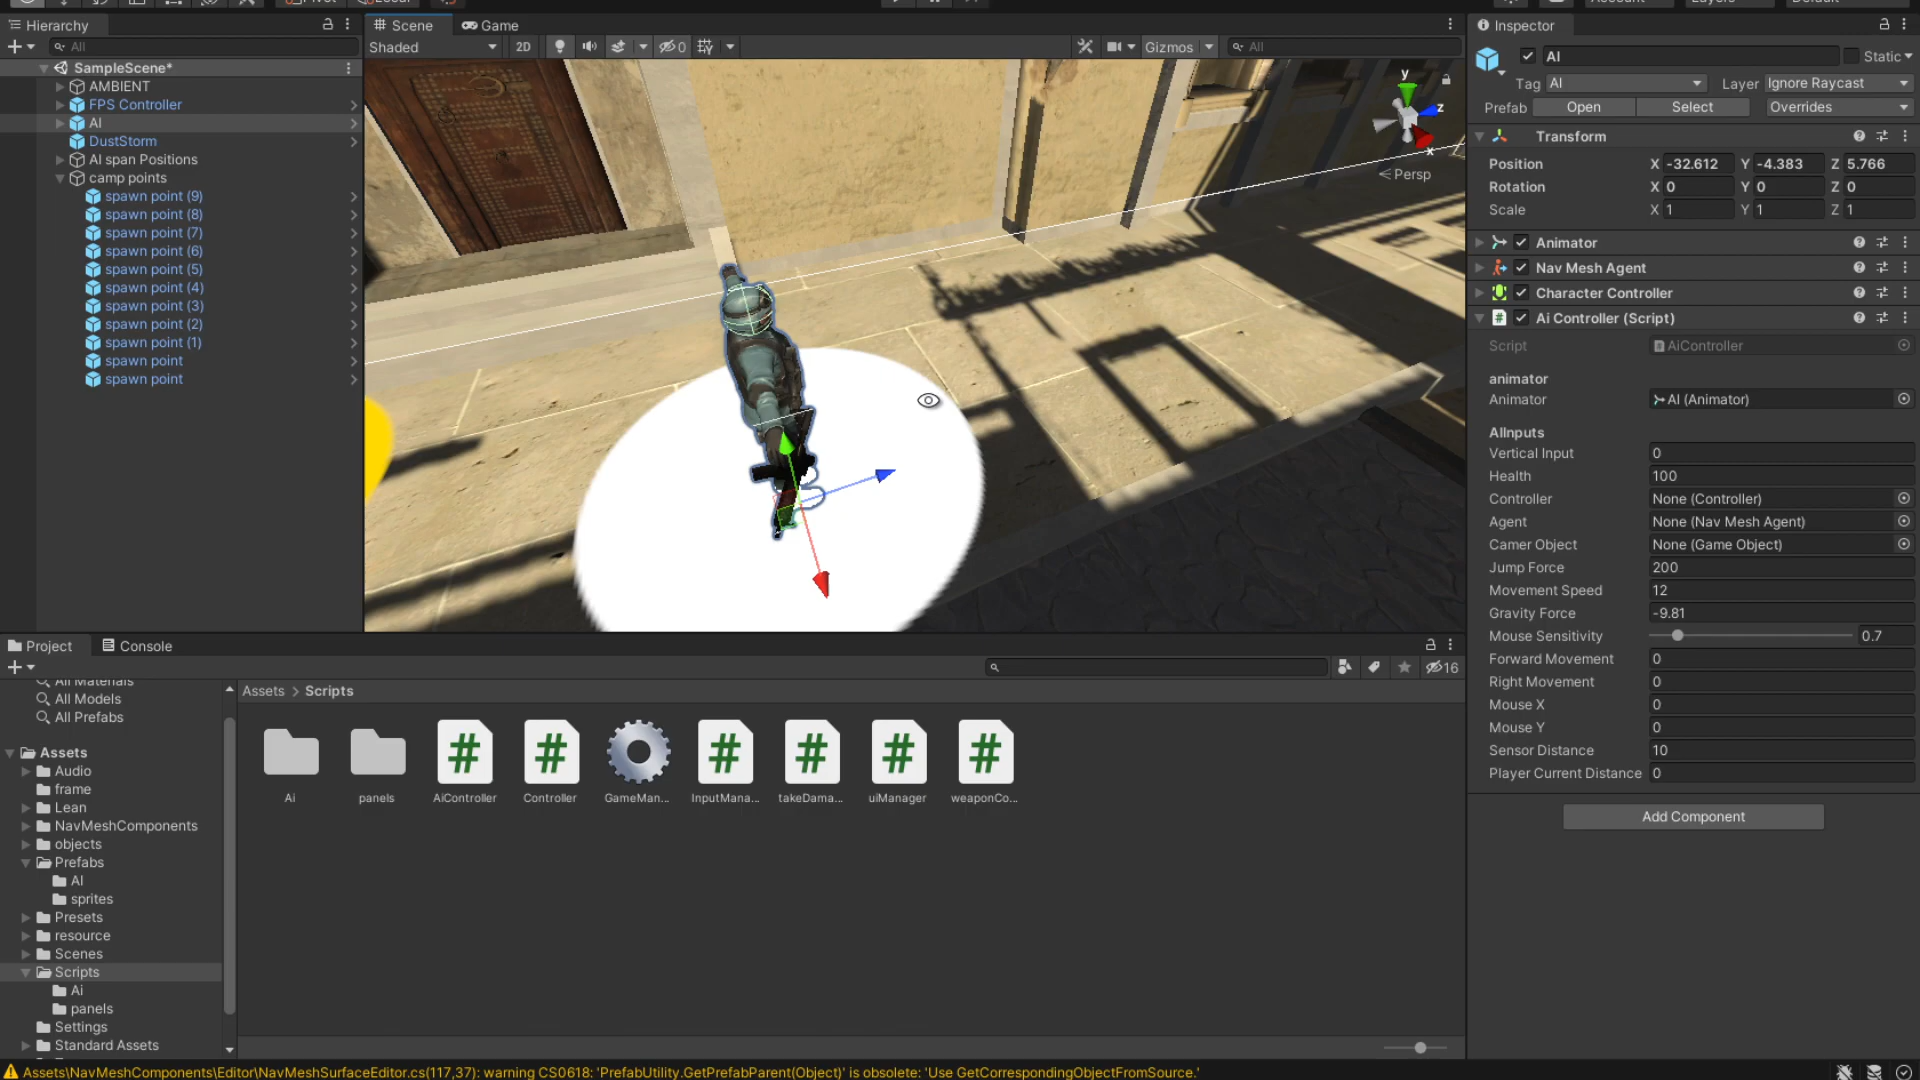 Pivot
Local
Account
Layers
Default
Hierarchy
All
SampleScene*
AMBIENT
FPS Controller
AI
DustStorm
AI span Positions
camp points
spawn point (9)
spawn point (8)
spawn point (7)
spawn point (6)
spawn point (5)
spawn point (4)
spawn point (3)
spawn point (2)
spawn point (1)
spawn point
spawn point
Scene
Game
Shaded
2D
0
Gizmos
All
y
z
x
Persp
Inspector
AI
Static
Tag AI
Layer Ignore Raycast
Prefab Open Select Overrides
Transform
Position X -32.612 Y -4.383 Z 5.766
Rotation X 0 Y 0 Z 0
Scale X 1 Y 1 Z 1
Animator
Nav Mesh Agent
Character Controller
# Ai Controller (Script)
Script AiController
animator
Animator AI (Animator)
AIInputs
Vertical Input 0
Health 100
Controller None (Controller)
Agent None (Nav Mesh Agent)
Camer Object None (Game Object)
Jump Force 200
Movement Speed 12
Gravity Force -9.81
Mouse Sensitivity 0.7
Forward Movement 0
Right Movement 0
Mouse X 0
Mouse Y 0
Sensor Distance 10
Player Current Distance 0
Add Component
Project
Console
16
All Materials
All Models
All Prefabs
Assets
Audio
frame
Lean
NavMeshComponents
objects
Prefabs
AI
sprites
Presets
resource
Scenes
Scripts
Ai
panels
Settings
Standard Assets
Assets > Scripts
# # # # # #
Ai
panels
AiController
Controller
GameMan...
InputMana...
takeDama...
uiManager
weaponCo...
Assets\NavMeshComponents\Editor\NavMeshSurfaceEditor.cs(117,37): warning CS0618: 'PrefabUtility.GetPrefabParent(Object)' is obsolete: 'Use GetCorrespondingObjectFromSource.'